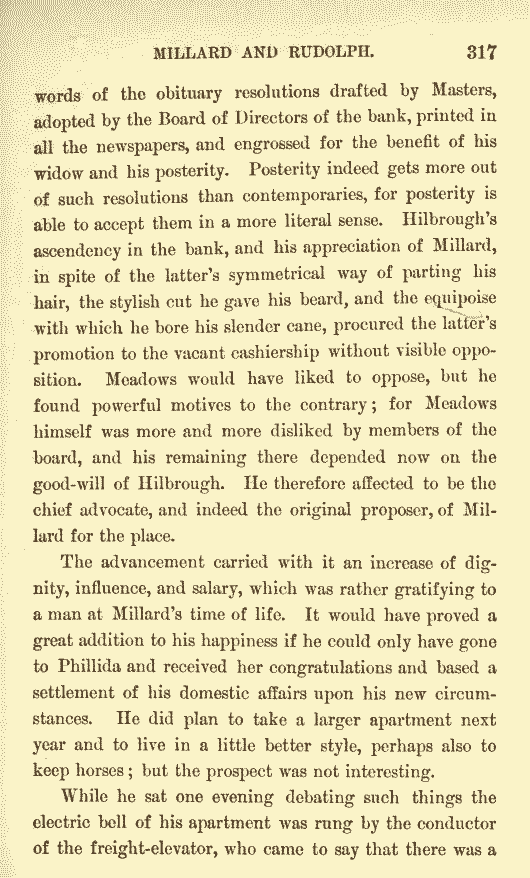 MILLARD AND RUDOLPH. 317
words of the obituary resolutions drafted by Masters,
adopted by the Board of Directors of the bank, printed in
all the newspapers, and engrossed for the benefit of his
widow and his posterity. Posterity indeed gets more out
of such resolutions than contemporaries, for posterity is
able to accept them in a more literal sense. Hilbrough's
ascendency in the bank, and his appreciation of Millard,
in spite of the latter's symmetrical way of parting his
hair, the stylish cut he gave his beard, and the equipoise
with which he bore his slender cane, procured the latter's
promotion to the vacant cashiership without visible oppo-
sition. Meadows would have liked to oppose, but he
found powerful motives to the contrary; for Meadows
himself was more and more disliked by members of the
board, and his remaining there depended now on the
good-will of Hilbrough. He therefore affected to be the
chief advocate, and indeed the original proposer, of Mil-
lard for the place.
The advancement carried with it an increase of dig-
nity, influence, and salary, which was rather gratifying to
a man at Millard's time of life. It would have proved a
great addition to his happiness if he could only have gone
to Phillida and received her congratulations and based a
settlement of his domestic affairs upon his new circum-
stances. He did plan to take a larger apartment next
year and to live in a little better style, perhaps also to
keep horses; but the prospect was not interesting.
While he sat one evening debating such things the
electric bell of his apartment was rung by the conductor
of the freight-elevator, who came to say that there was a